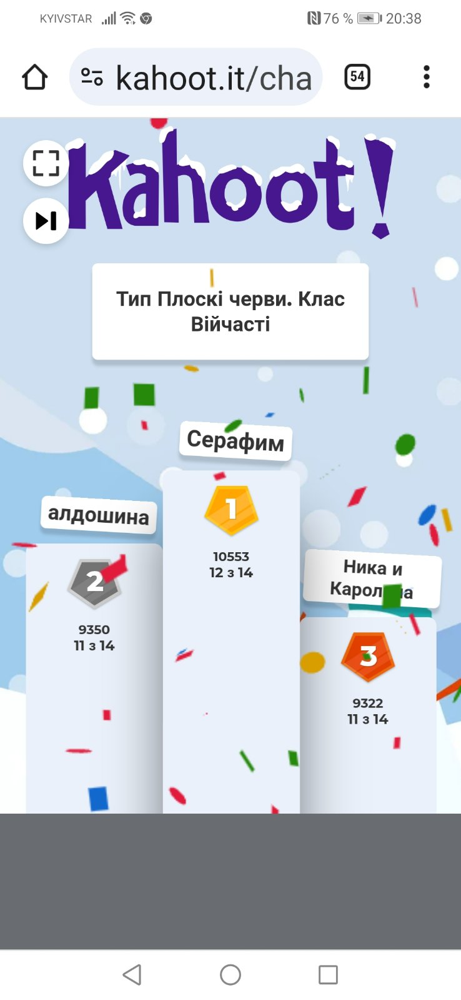 KYIVSTAR 76 % 20:38
kahoot.it/cha 54
Kahoot!
Тип Плоскі черви. Клас
Війчасті
Серафим
1
10553
12 з 14
алдошина
2
9350
11 з 14
Ника и
3
9322
11 з 14